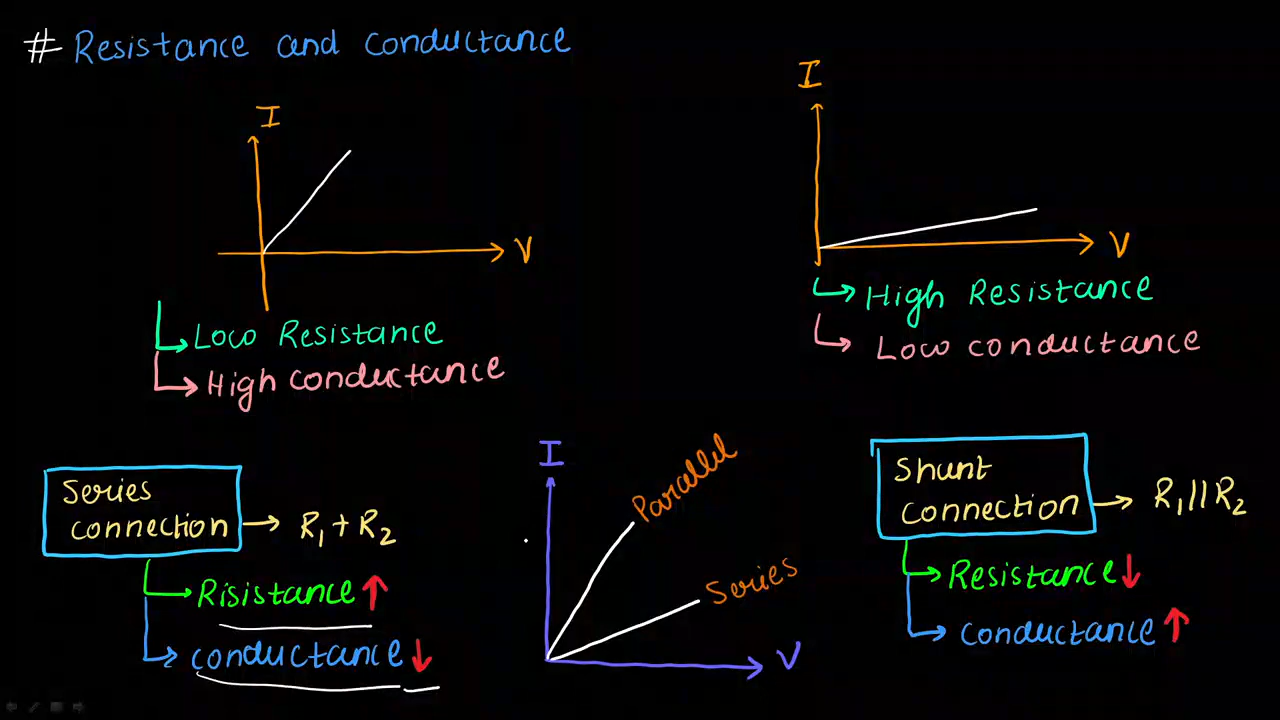 # Resistance and conductance
I
V
Low Resistance
High conductance
I
V
High Resistance
Low conductance
Series
connection → R₁ + R₂
Risistance ↑
conductance ↓
I
Parallel
Series
V
Shunt
connection → R₁ || R₂
Resistance ↓
conductance ↑